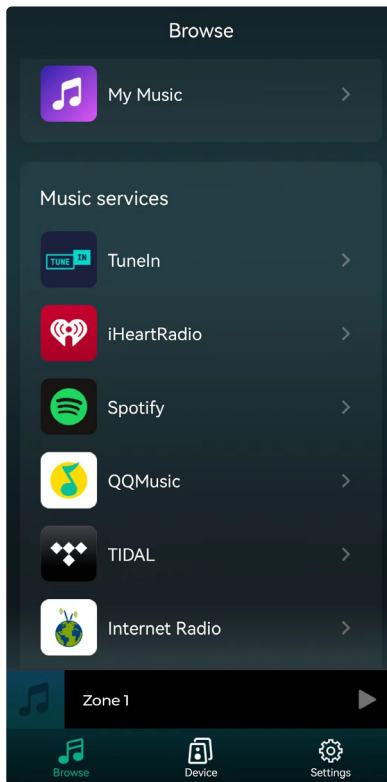 Browse
My Music
Music services
TUNE IN
TuneIn
iHeartRadio
Spotify
QQMusic
TIDAL
Internet Radio
Zone 1
Browse
Device
Settings